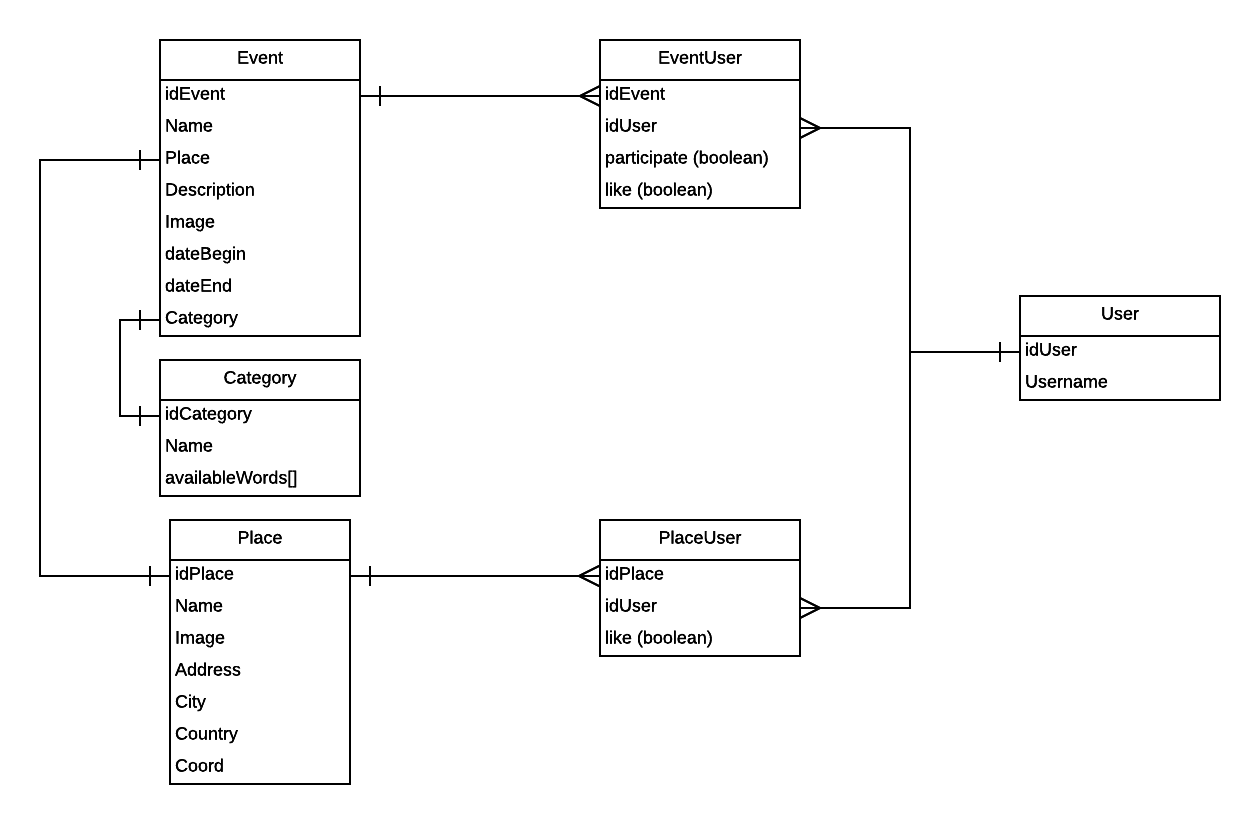 Event
idEvent
Name
Place
Description
Image
dateBegin
dateEnd
Category
EventUser
idEvent
idUser
participate (boolean)
like (boolean)
User
idUser
Username
Category
idCategory
Name
availableWords[]
Place
idPlace
Name
Image
Address
City
Country
Coord
PlaceUser
idPlace
idUser
like (boolean)